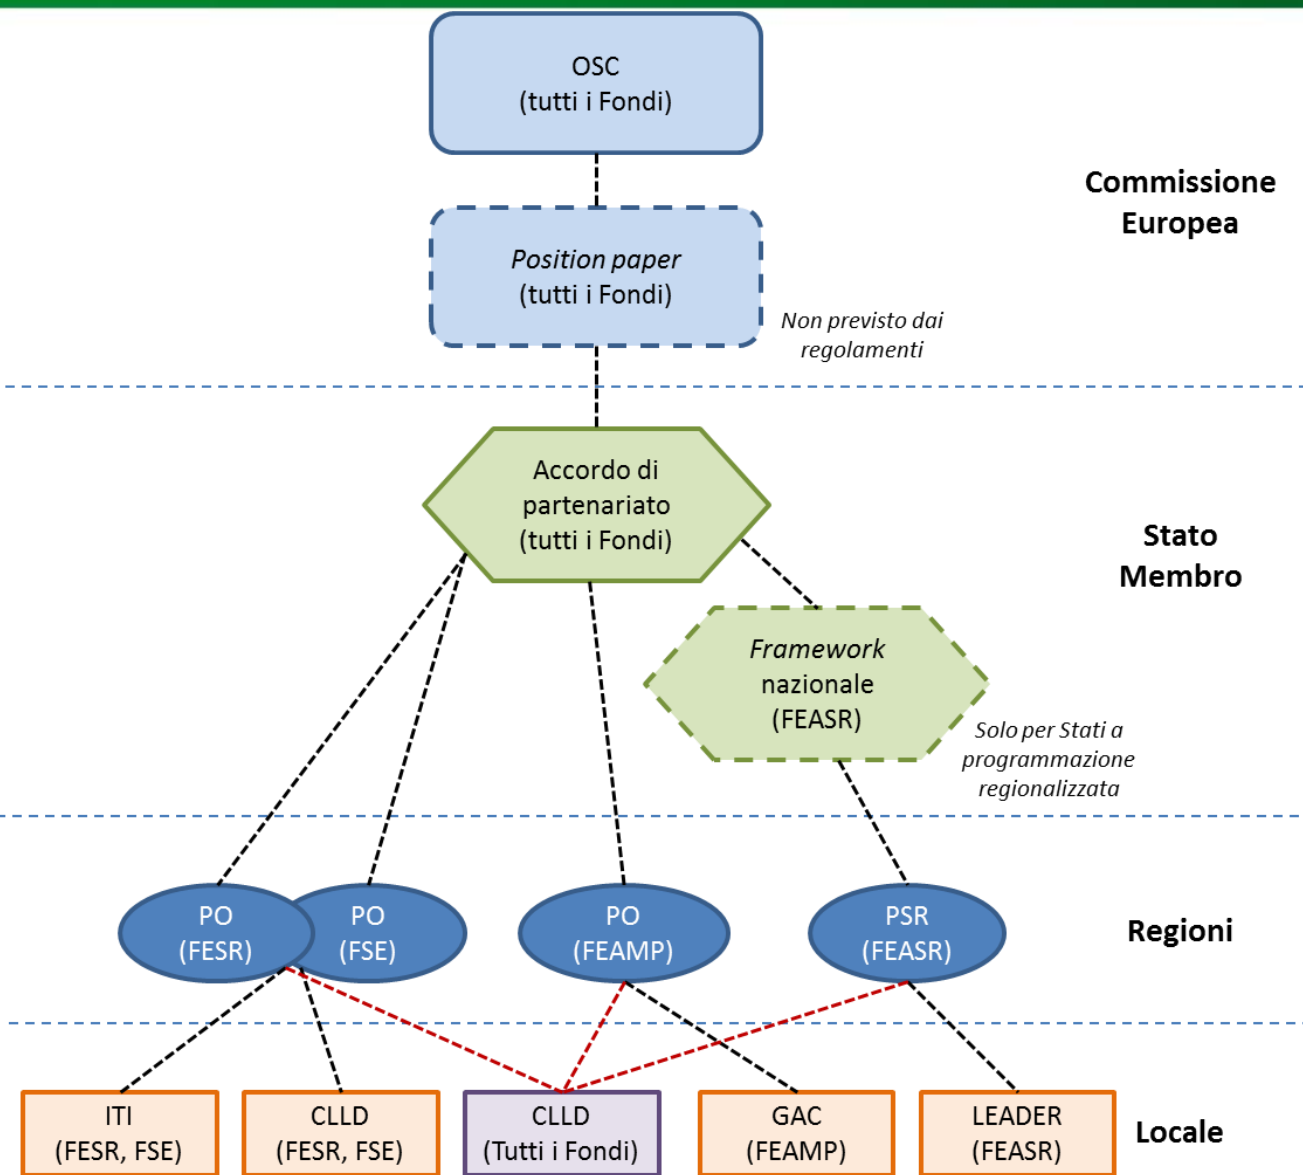 OSC
(tutti i Fondi)
Commissione
Europea
Position paper
(tutti i Fondi)
Non previsto dai
regolamenti
Accordo di
partenariato
(tutti i Fondi)
Stato
Membro
Framework
nazionale
(FEASR)
Solo per Stati a
programmazione
regionalizzata
PO
(FESR)
PO
(FSE)
PO
(FEAMP)
PSR
(FEASR)
Regioni
ITI
(FESR, FSE)
CLLD
(FESR, FSE)
CLLD
(Tutti i Fondi)
GAC
(FEAMP)
LEADER
(FEASR)
Locale